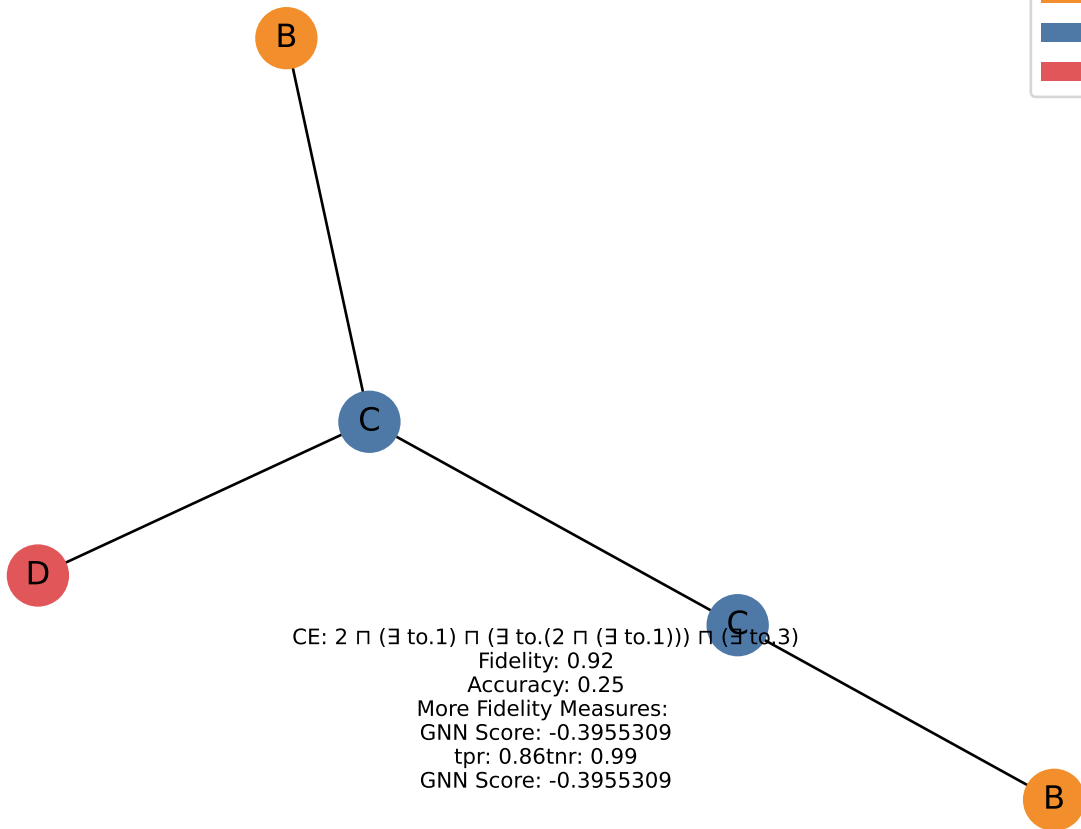 B
C
D
C
CE: 2 ⊓ (∃ to.1) ⊓ (∃ to.(2 ⊓ (∃ to.1))) ⊓ (∃ to.3)
Fidelity: 0.92
Accuracy: 0.25
More Fidelity Measures:
GNN Score: -0.3955309
tpr: 0.86tnr: 0.99
GNN Score: -0.3955309
B